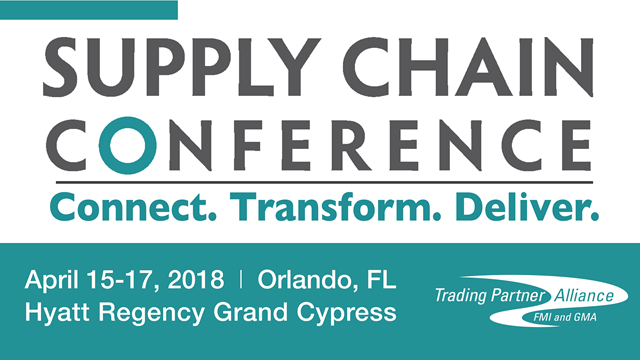 SUPPLY CHAIN
CONFERENCE
Connect. Transform. Deliver.
April 15-17, 2018 | Orlando, FL
Hyatt Regency Grand Cypress
Trading Partner Alliance
FMI and GMA